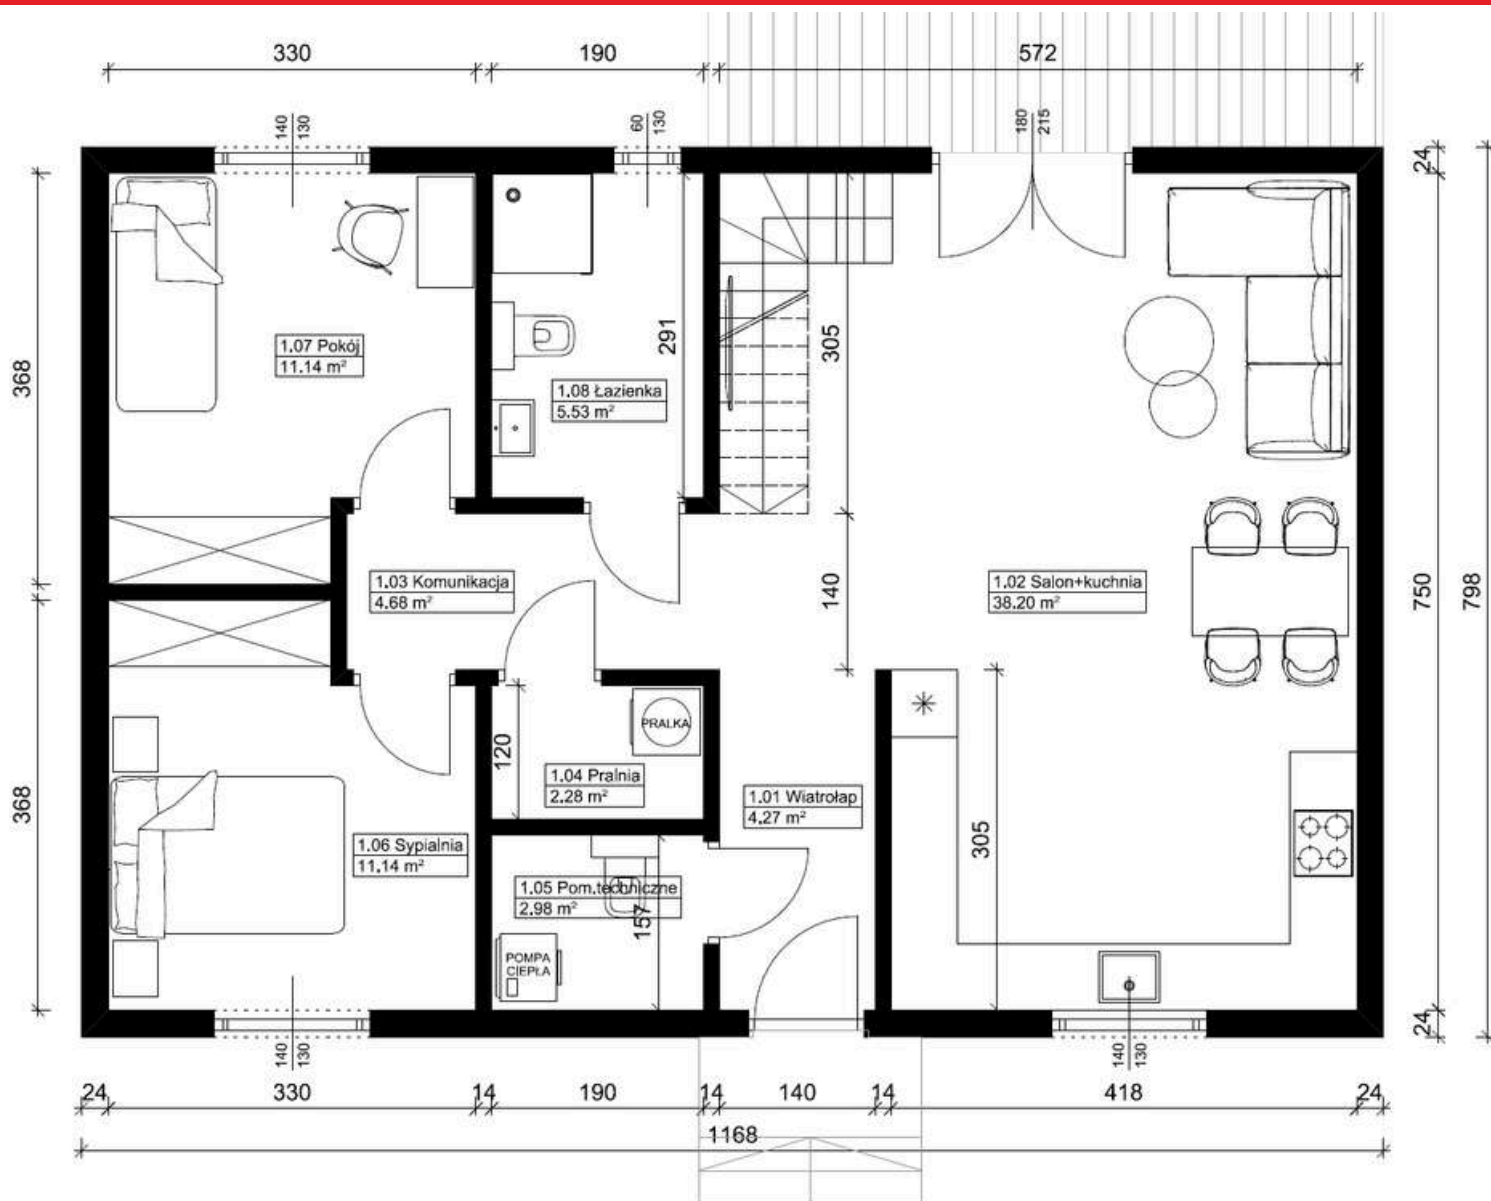 330
190
572
140
130
60
130
180
215
24
1.07 Pokój
11.14 m²
291
305
368
1.08 Łazienka
5.53 m²
1.03 Komunikacja
4.68 m²
140
1.02 Salon+kuchnia
38.20 m²
750
798
PRALKA
120
1.04 Pralnia
2.28 m²
1.01 Wiatrołap
4.27 m²
368
305
1.06 Sypialnia
11.14 m²
1.05 Pom.techniczne
2.98 m²
157
POMPA
CIEPŁA
24
140
130
140
130
24
330
14
190
14
140
14
418
24
1168